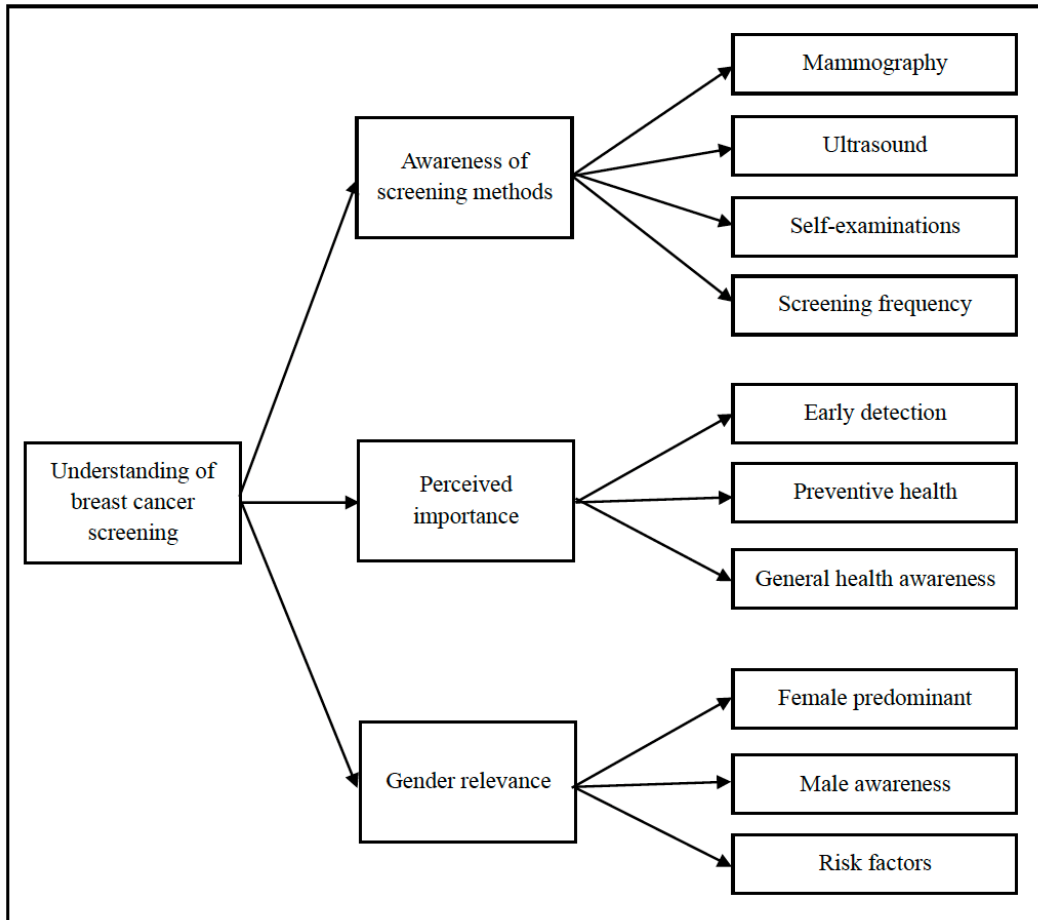 Understanding of
breast cancer
screening
Awareness of
screening methods
Mammography
Ultrasound
Self-examinations
Screening frequency
Perceived
importance
Early detection
Preventive health
General health awareness
Gender relevance
Female predominant
Male awareness
Risk factors